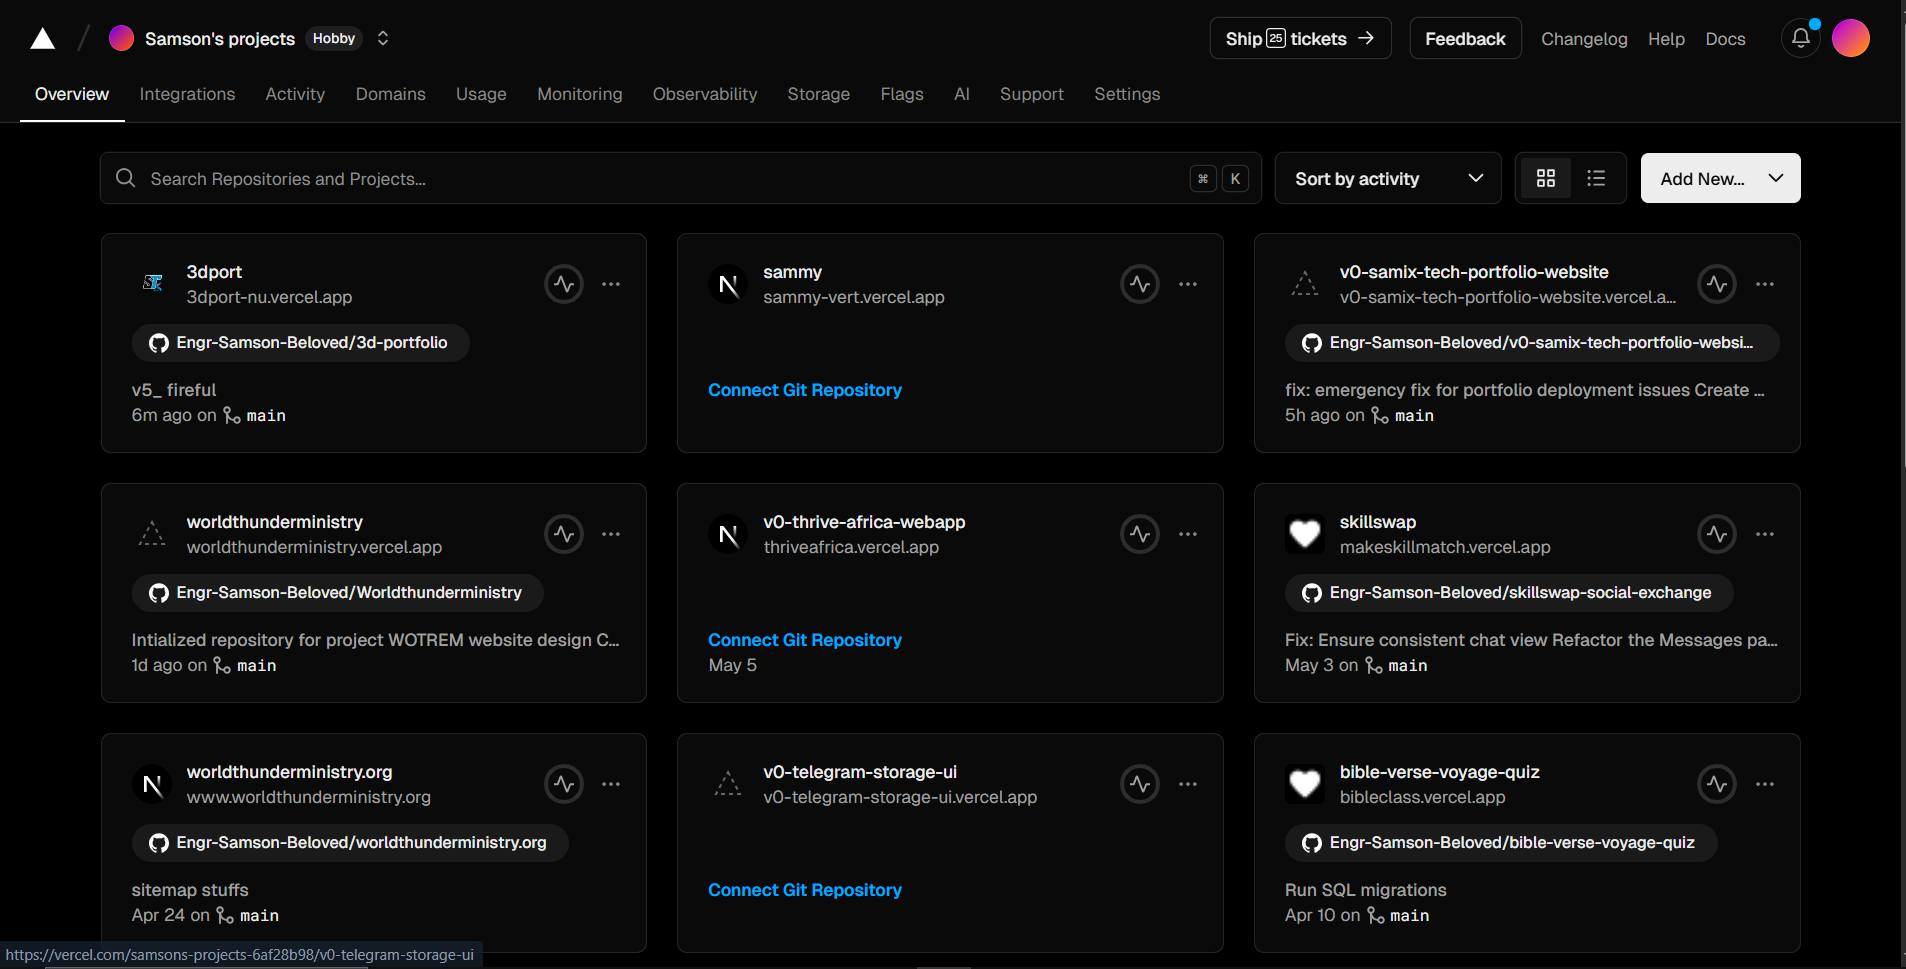 Samson's projects Hobby
Ship 25 tickets → Feedback Changelog Help Docs
Overview Integrations Activity Domains Usage Monitoring Observability Storage Flags AI Support Settings
Search Repositories and Projects... ⌘ K Sort by activity Add New...
3dport
3dport-nu.vercel.app
Engr-Samson-Beloved/3d-portfolio
v5_ fireful
6m ago on main
N
sammy
sammy-vert.vercel.app
Connect Git Repository
v0-samix-tech-portfolio-website
v0-samix-tech-portfolio-website.vercel.a...
Engr-Samson-Beloved/v0-samix-tech-portfolio-websi...
fix: emergency fix for portfolio deployment issues Create ...
5h ago on main
worldthunderministry
worldthunderministry.vercel.app
Engr-Samson-Beloved/Worldthunderministry
Intialized repository for project WOTREM website design C...
1d ago on main
N
v0-thrive-africa-webapp
thriveafrica.vercel.app
Connect Git Repository
May 5
skillswap
makeskillmatch.vercel.app
Engr-Samson-Beloved/skillswap-social-exchange
Fix: Ensure consistent chat view Refactor the Messages pa...
May 3 on main
N
worldthunderministry.org
www.worldthunderministry.org
Engr-Samson-Beloved/worldthunderministry.org
sitemap stuffs
Apr 24 on main
v0-telegram-storage-ui
v0-telegram-storage-ui.vercel.app
Connect Git Repository
bible-verse-voyage-quiz
bibleclass.vercel.app
Engr-Samson-Beloved/bible-verse-voyage-quiz
Run SQL migrations
Apr 10 on main
https://vercel.com/samsons-projects-6af28b98/v0-telegram-storage-ui